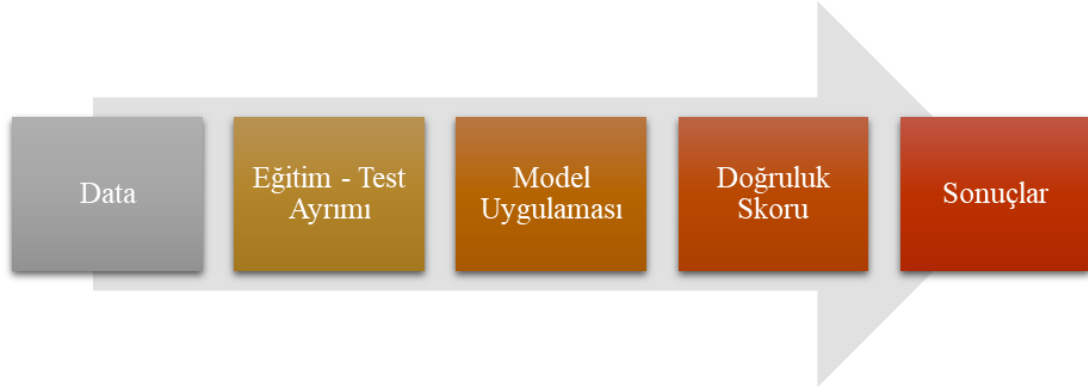 Data
Eğitim - Test
Ayrımı
Model
Uygulaması
Doğruluk
Skoru
Sonuçlar